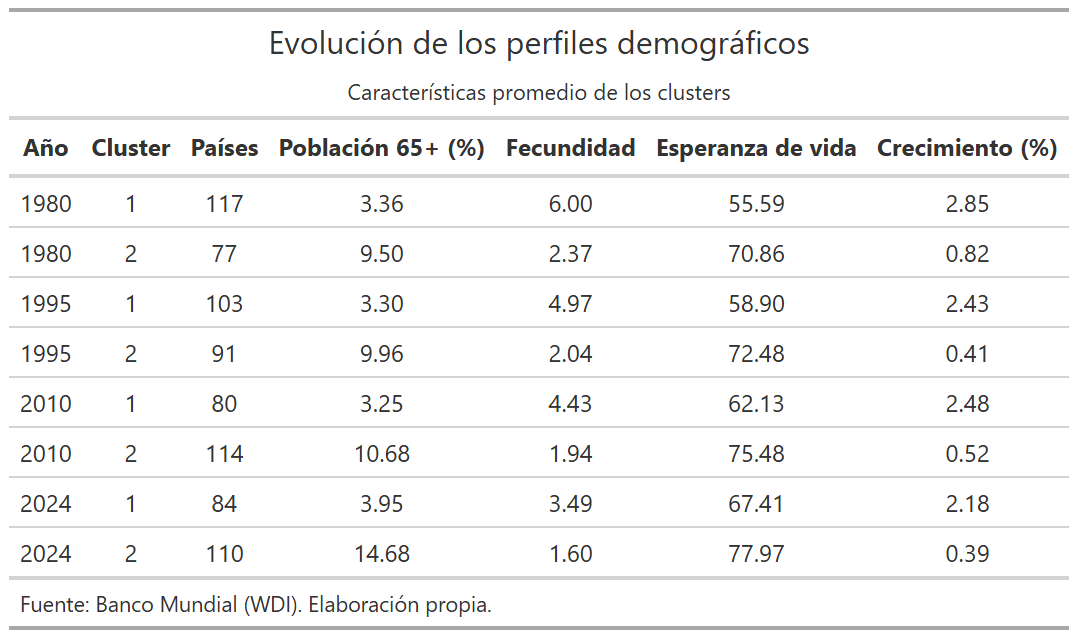 Evolución de los perfiles demográficos
Características promedio de los clusters
Año Cluster Países Población 65+ (%) Fecundidad Esperanza de vida Crecimiento (%)
1980 1 117 3.36 6.00 55.59 2.85
1980 2 77 9.50 2.37 70.86 0.82
1995 1 103 3.30 4.97 58.90 2.43
1995 2 91 9.96 2.04 72.48 0.41
2010 1 80 3.25 4.43 62.13 2.48
2010 2 114 10.68 1.94 75.48 0.52
2024 1 84 3.95 3.49 67.41 2.18
2024 2 110 14.68 1.60 77.97 0.39
Fuente: Banco Mundial (WDI). Elaboración propia.